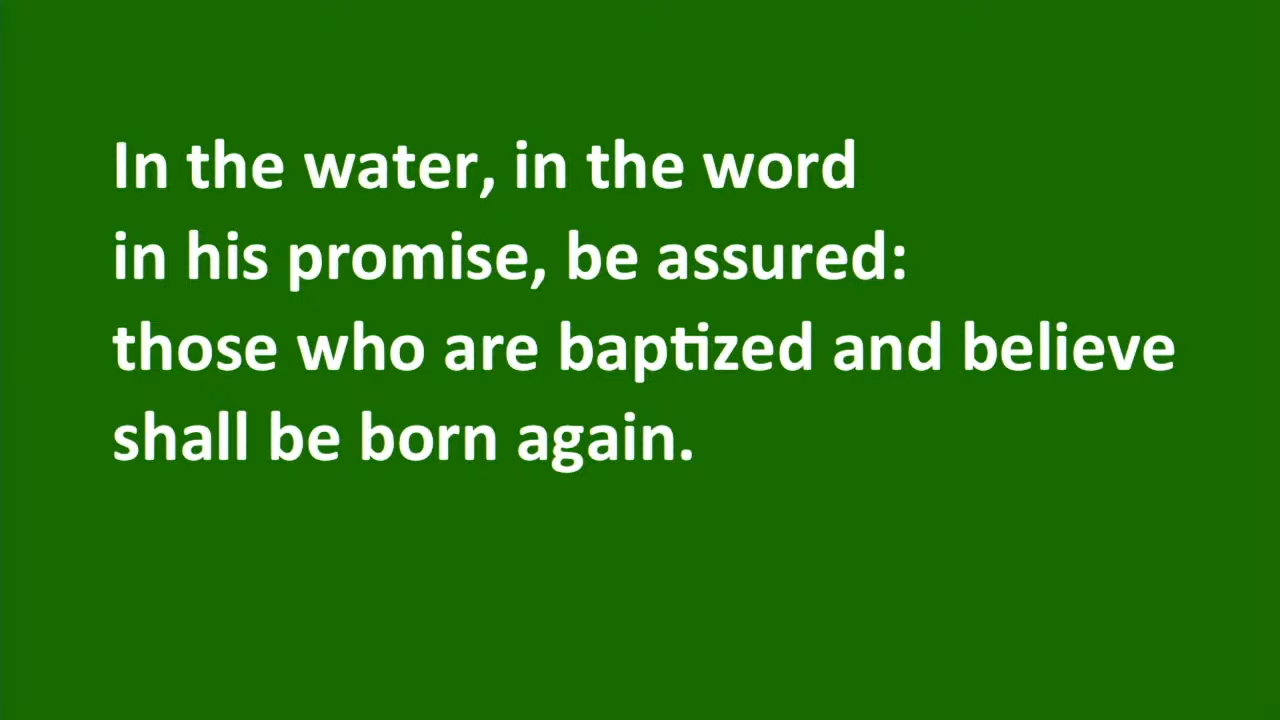 In the water, in the word
in his promise, be assured:
those who are baptized and believe
shall be born again.